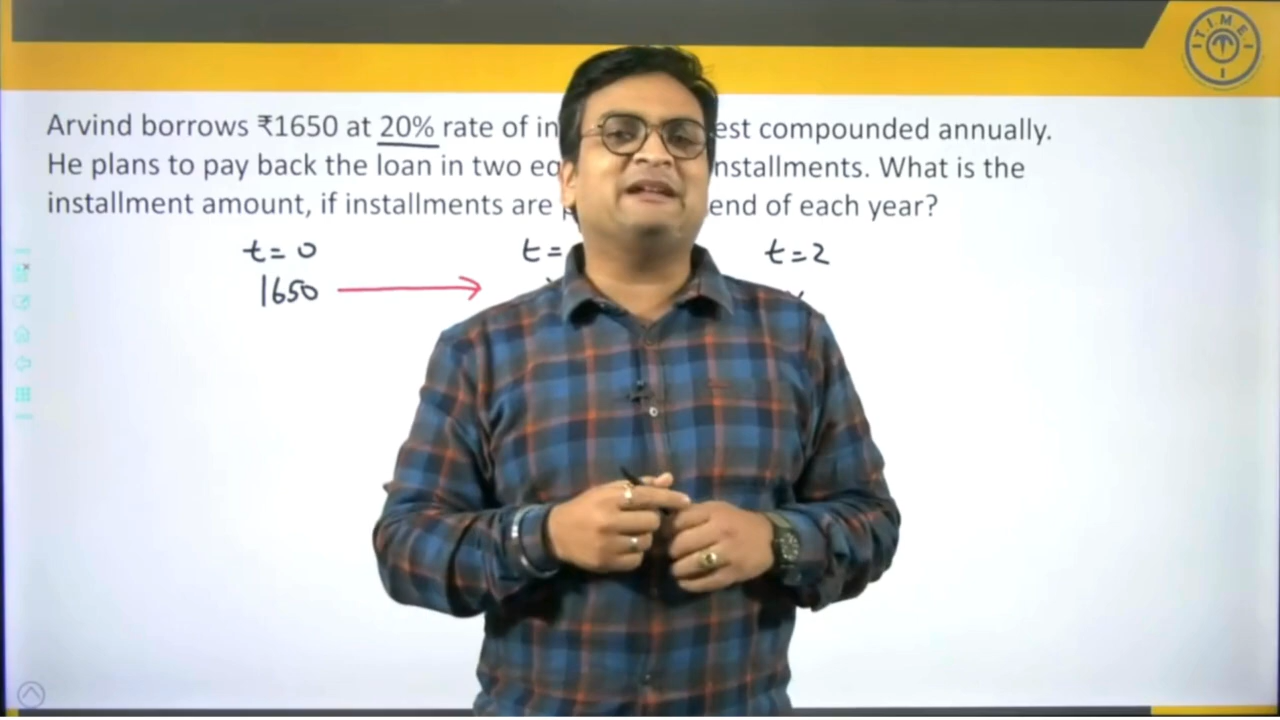 TIME
Arvind borrows ₹1650 at 20% rate of in est compounded annually.
He plans to pay back the loan in two eq nstallments. What is the
installment amount, if installments are end of each year?
t = 0 t = t = 2
1650